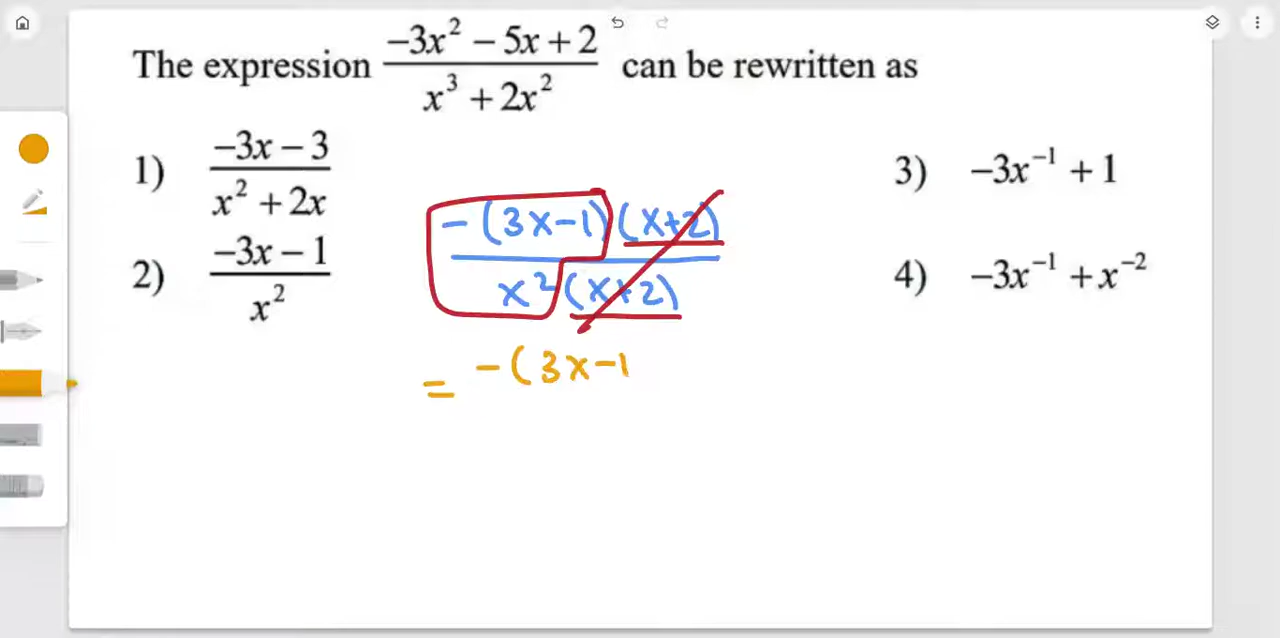 The expression (−3x² − 5x + 2)/(x³ + 2x²) can be rewritten as
1) (−3x − 3)/(x² + 2x)
2) (−3x − 1)/x²
3) −3x⁻¹ + 1
4) −3x⁻¹ + x⁻²
−(3x−1)(x+2)
x²(x+2)
= −(3x−1